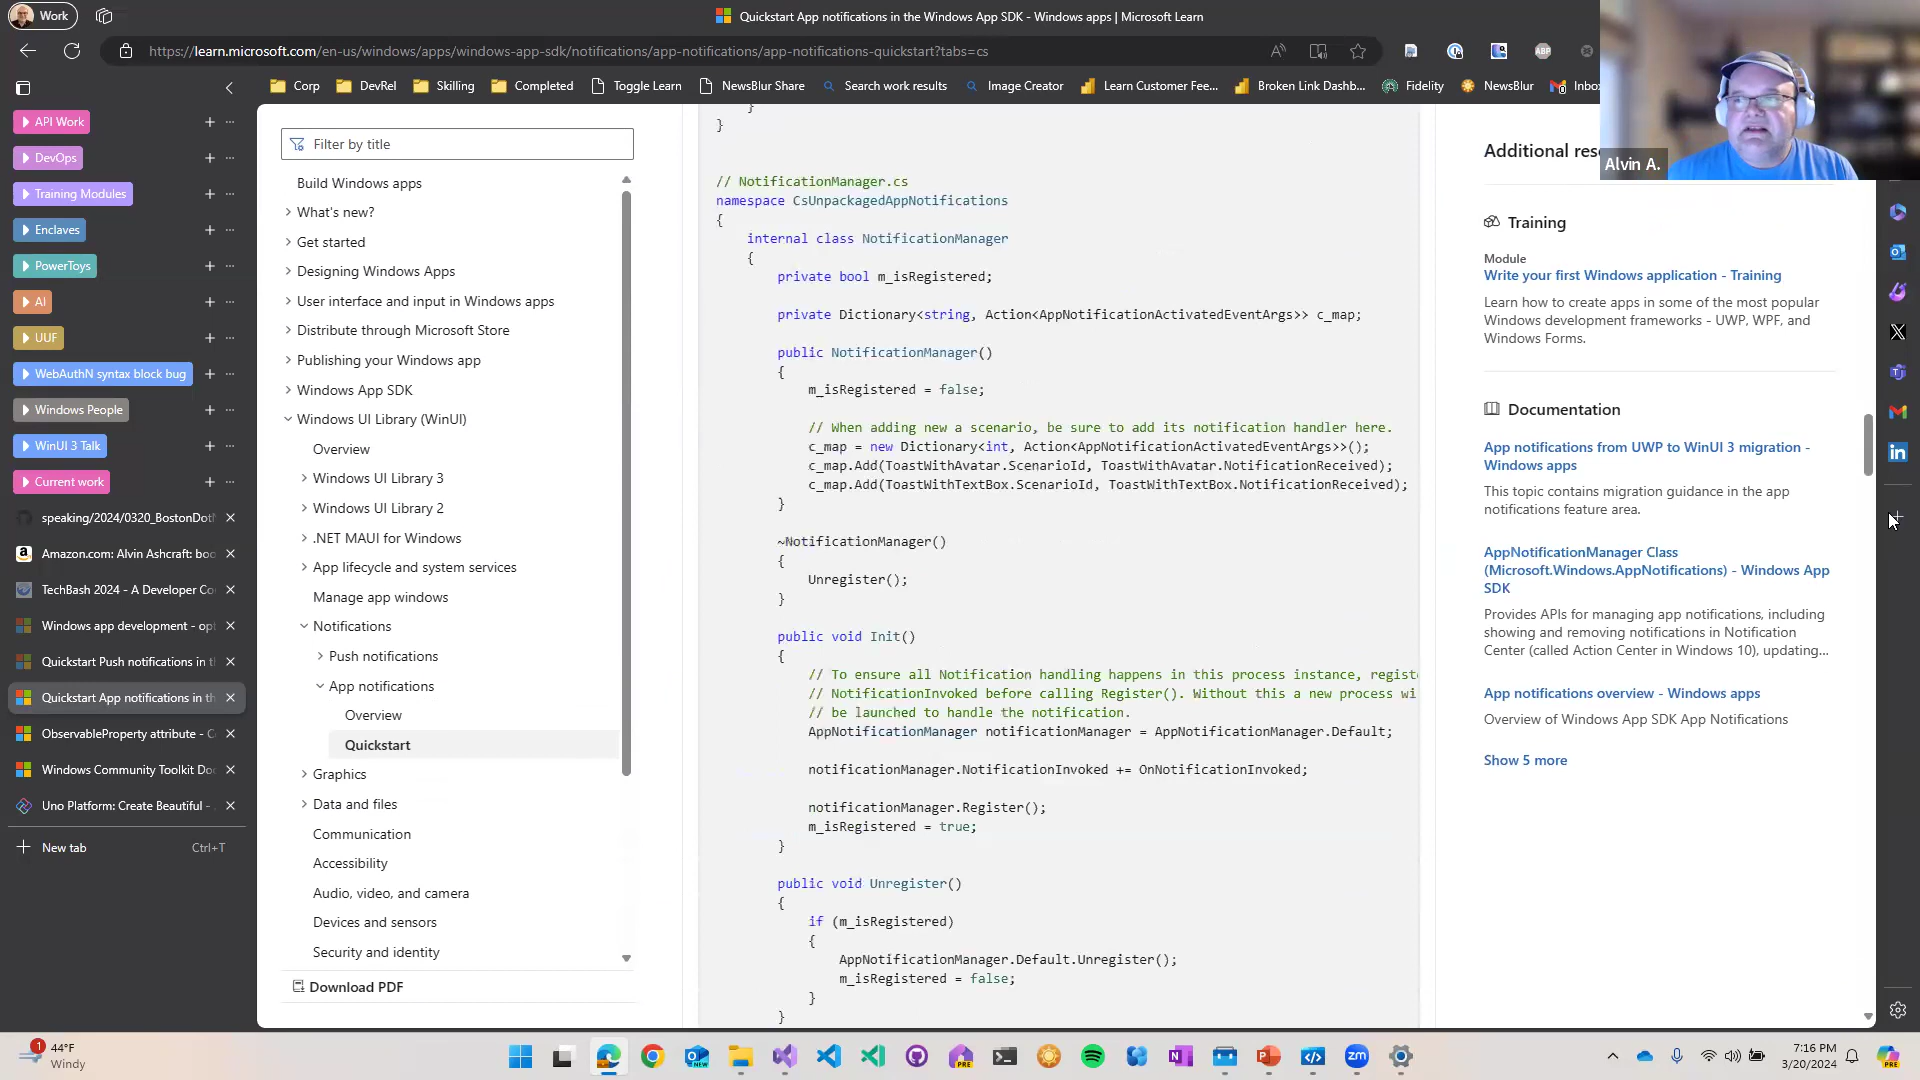 Work
Quickstart App notifications in the Windows App SDK - Windows apps | Microsoft Learn
https://learn.microsoft.com/en-us/windows/apps/windows-app-sdk/notifications/app-notifications/app-notifications-quickstart?tabs=cs
Corp
DevRel
Skilling
Completed
Toggle Learn
NewsBlur Share
Search work results
Image Creator
Learn Customer Fee...
Broken Link Dashb...
Fidelity
NewsBlur
Inbo
API Work
DevOps
Training Modules
Enclaves
PowerToys
AI
UUF
WebAuthN syntax block bug
Windows People
WinUI 3 Talk
Current work
speaking/2024/0320_BostonDotN
Amazon.com: Alvin Ashcraft: boo
TechBash 2024 - A Developer Co
Windows app development - opt
Quickstart Push notifications in t
Quickstart App notifications in th
ObservableProperty attribute - C
Windows Community Toolkit Doc
Uno Platform: Create Beautiful -
New tab
Ctrl+T
Filter by title
Build Windows apps
What's new?
Get started
Designing Windows Apps
User interface and input in Windows apps
Distribute through Microsoft Store
Publishing your Windows app
Windows App SDK
Windows UI Library (WinUI)
Overview
Windows UI Library 3
Windows UI Library 2
.NET MAUI for Windows
App lifecycle and system services
Manage app windows
Notifications
Push notifications
App notifications
Overview
Quickstart
Graphics
Data and files
Communication
Accessibility
Audio, video, and camera
Devices and sensors
Security and identity
Download PDF
}
}
// NotificationManager.cs
namespace CsUnpackagedAppNotifications
{
internal class NotificationManager
{
private bool m_isRegistered;
private Dictionary<string, Action<AppNotificationActivatedEventArgs>> c_map;
public NotificationManager()
{
m_isRegistered = false;
// When adding new a scenario, be sure to add its notification handler here.
c_map = new Dictionary<int, Action<AppNotificationActivatedEventArgs>>();
c_map.Add(ToastWithAvatar.ScenarioId, ToastWithAvatar.NotificationReceived);
c_map.Add(ToastWithTextBox.ScenarioId, ToastWithTextBox.NotificationReceived);
}
~NotificationManager()
{
Unregister();
}
public void Init()
{
// To ensure all Notification handling happens in this process instance, registe
// NotificationInvoked before calling Register(). Without this a new process wi
// be launched to handle the notification.
AppNotificationManager notificationManager = AppNotificationManager.Default;
notificationManager.NotificationInvoked += OnNotificationInvoked;
notificationManager.Register();
m_isRegistered = true;
}
public void Unregister()
{
if (m_isRegistered)
{
AppNotificationManager.Default.Unregister();
m_isRegistered = false;
}
}
Additional res
Alvin A.
Training
Module
Write your first Windows application - Training
Learn how to create apps in some of the most popular
Windows development frameworks - UWP, WPF, and
Windows Forms.
Documentation
App notifications from UWP to WinUI 3 migration -
Windows apps
This topic contains migration guidance in the app
notifications feature area.
AppNotificationManager Class
(Microsoft.Windows.AppNotifications) - Windows App
SDK
Provides APIs for managing app notifications, including
showing and removing notifications in Notification
Center (called Action Center in Windows 10), updating...
App notifications overview - Windows apps
Overview of Windows App SDK App Notifications
Show 5 more
1
44°F
Windy
7:16 PM
3/20/2024